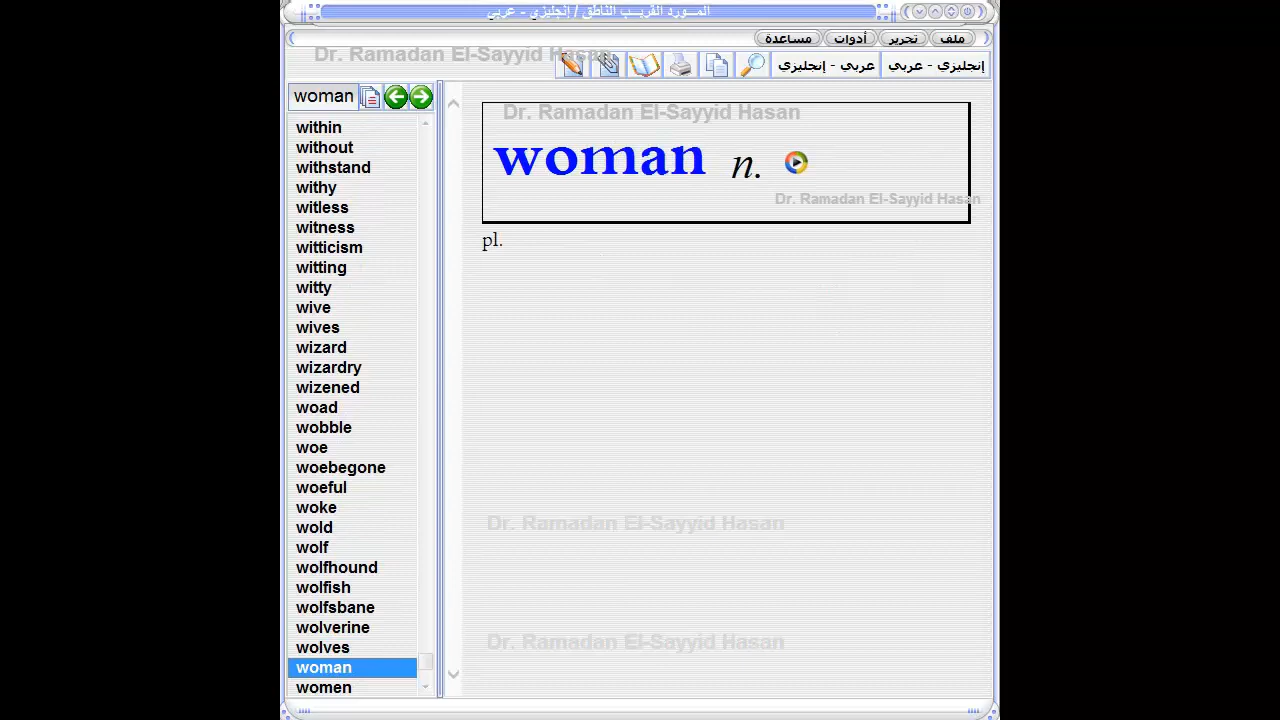 المــورد القريــب الناطق / إنجليزي - عربي
ملف
تحرير
أدوات
مساعدة
Dr. Ramadan El-Sayyid Hasan
إنجليزي - عربي
عربي - إنجليزي
woman
within
without
withstand
withy
witless
witness
witticism
witting
witty
wive
wives
wizard
wizardry
wizened
woad
wobble
woe
woebegone
woeful
woke
wold
wolf
wolfhound
wolfish
wolfsbane
wolverine
wolves
woman
women
Dr. Ramadan El-Sayyid Hasan
woman n.
Dr. Ramadan El-Sayyid Hasan
pl.
Dr. Ramadan El-Sayyid Hasan
Dr. Ramadan El-Sayyid Hasan